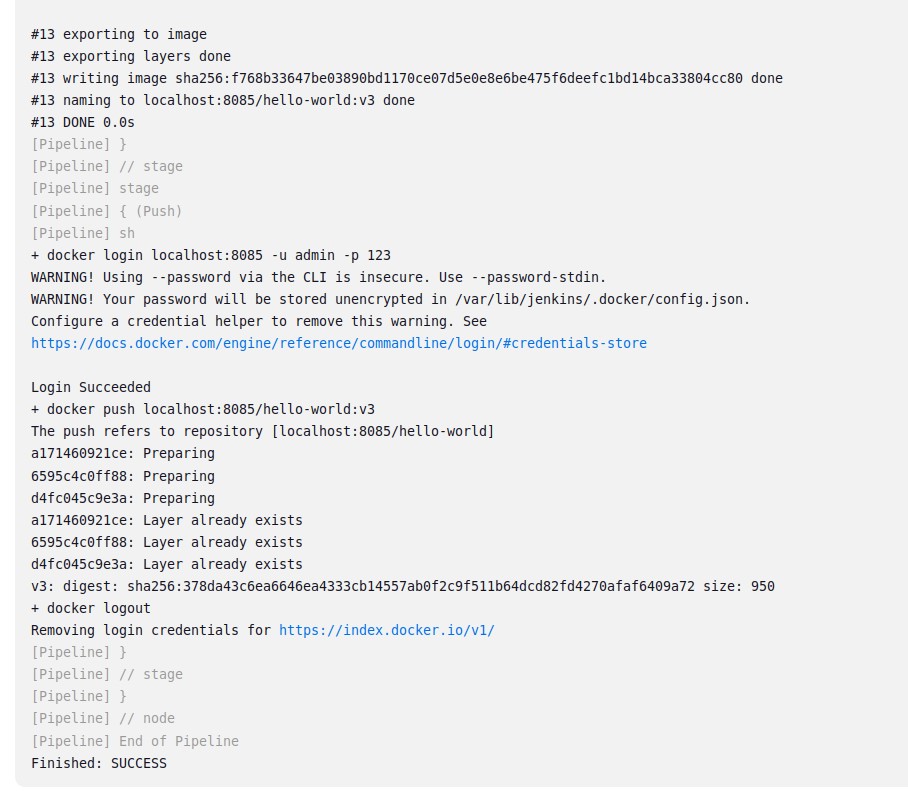 #13 exporting to image
#13 exporting layers done
#13 writing image sha256:f768b33647be03890bd1170ce07d5e0e8e6be475f6deefc1bd14bca33804cc80 done
#13 naming to localhost:8085/hello-world:v3 done
#13 DONE 0.0s
[Pipeline] }
[Pipeline] // stage
[Pipeline] stage
[Pipeline] { (Push)
[Pipeline] sh
+ docker login localhost:8085 -u admin -p 123
WARNING! Using --password via the CLI is insecure. Use --password-stdin.
WARNING! Your password will be stored unencrypted in /var/lib/jenkins/.docker/config.json.
Configure a credential helper to remove this warning. See
https://docs.docker.com/engine/reference/commandline/login/#credentials-store
Login Succeeded
+ docker push localhost:8085/hello-world:v3
The push refers to repository [localhost:8085/hello-world]
a171460921ce: Preparing
6595c4c0ff88: Preparing
d4fc045c9e3a: Preparing
a171460921ce: Layer already exists
6595c4c0ff88: Layer already exists
d4fc045c9e3a: Layer already exists
v3: digest: sha256:378da43c6ea6646ea4333cb14557ab0f2c9f511b64dcd82fd4270afaf6409a72 size: 950
+ docker logout
Removing login credentials for https://index.docker.io/v1/
[Pipeline] }
[Pipeline] // stage
[Pipeline] }
[Pipeline] // node
[Pipeline] End of Pipeline
Finished: SUCCESS